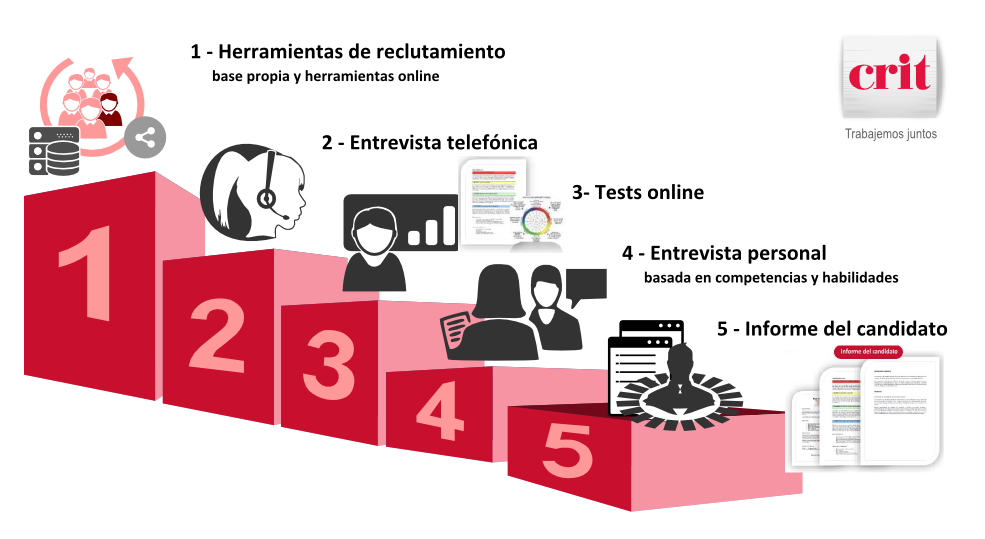 1 - Herramientas de reclutamiento
base propia y herramientas online
crit
Trabajemos juntos
2 - Entrevista telefónica
3- Tests online
4 - Entrevista personal
basada en competencias y habilidades
5 - Informe del candidato
Informe del candidato
1
2
3
4
5